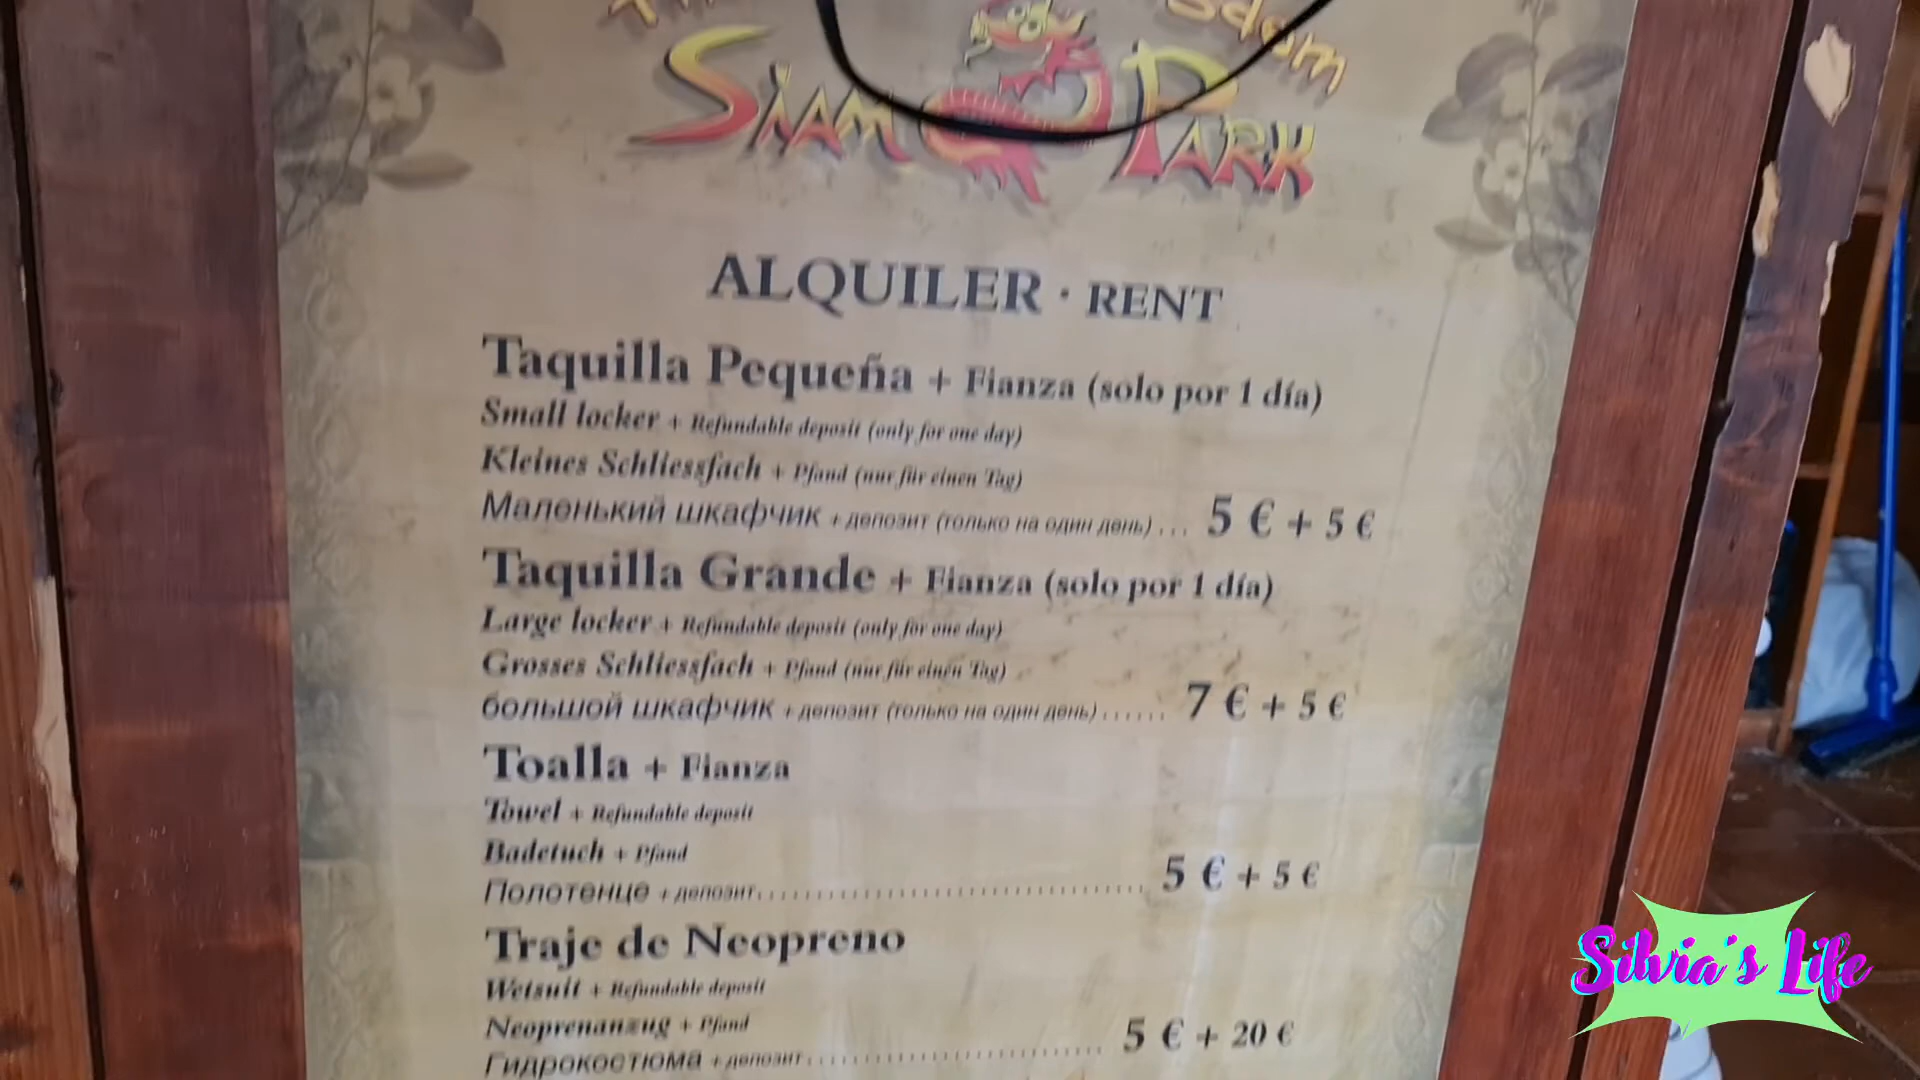 SIAM PARK
ALQUILER · RENT
Taquilla Pequeña + Fianza (solo por 1 día)
Small locker + Refundable deposit (only for one day)
Kleines Schliessfach + Pfand (nur für einen Tag)
Маленький шкафчик + депозит (только на один день) ... 5 € + 5 €
Taquilla Grande + Fianza (solo por 1 día)
Large locker + Refundable deposit (only for one day)
Grosses Schliessfach + Pfand (nur für einen Tag)
большой шкафчик + депозит (только на один день) ...... 7 € + 5 €
Toalla + Fianza
Towel + Refundable deposit
Badetuch + Pfand
Полотенце + депозит........................................ 5 € + 5 €
Traje de Neopreno
Wetsuit + Refundable deposit
Neoprenanzug + Pfand
Гидрокостюма + депозит................................ 5 € + 20 €
Silvia's Life